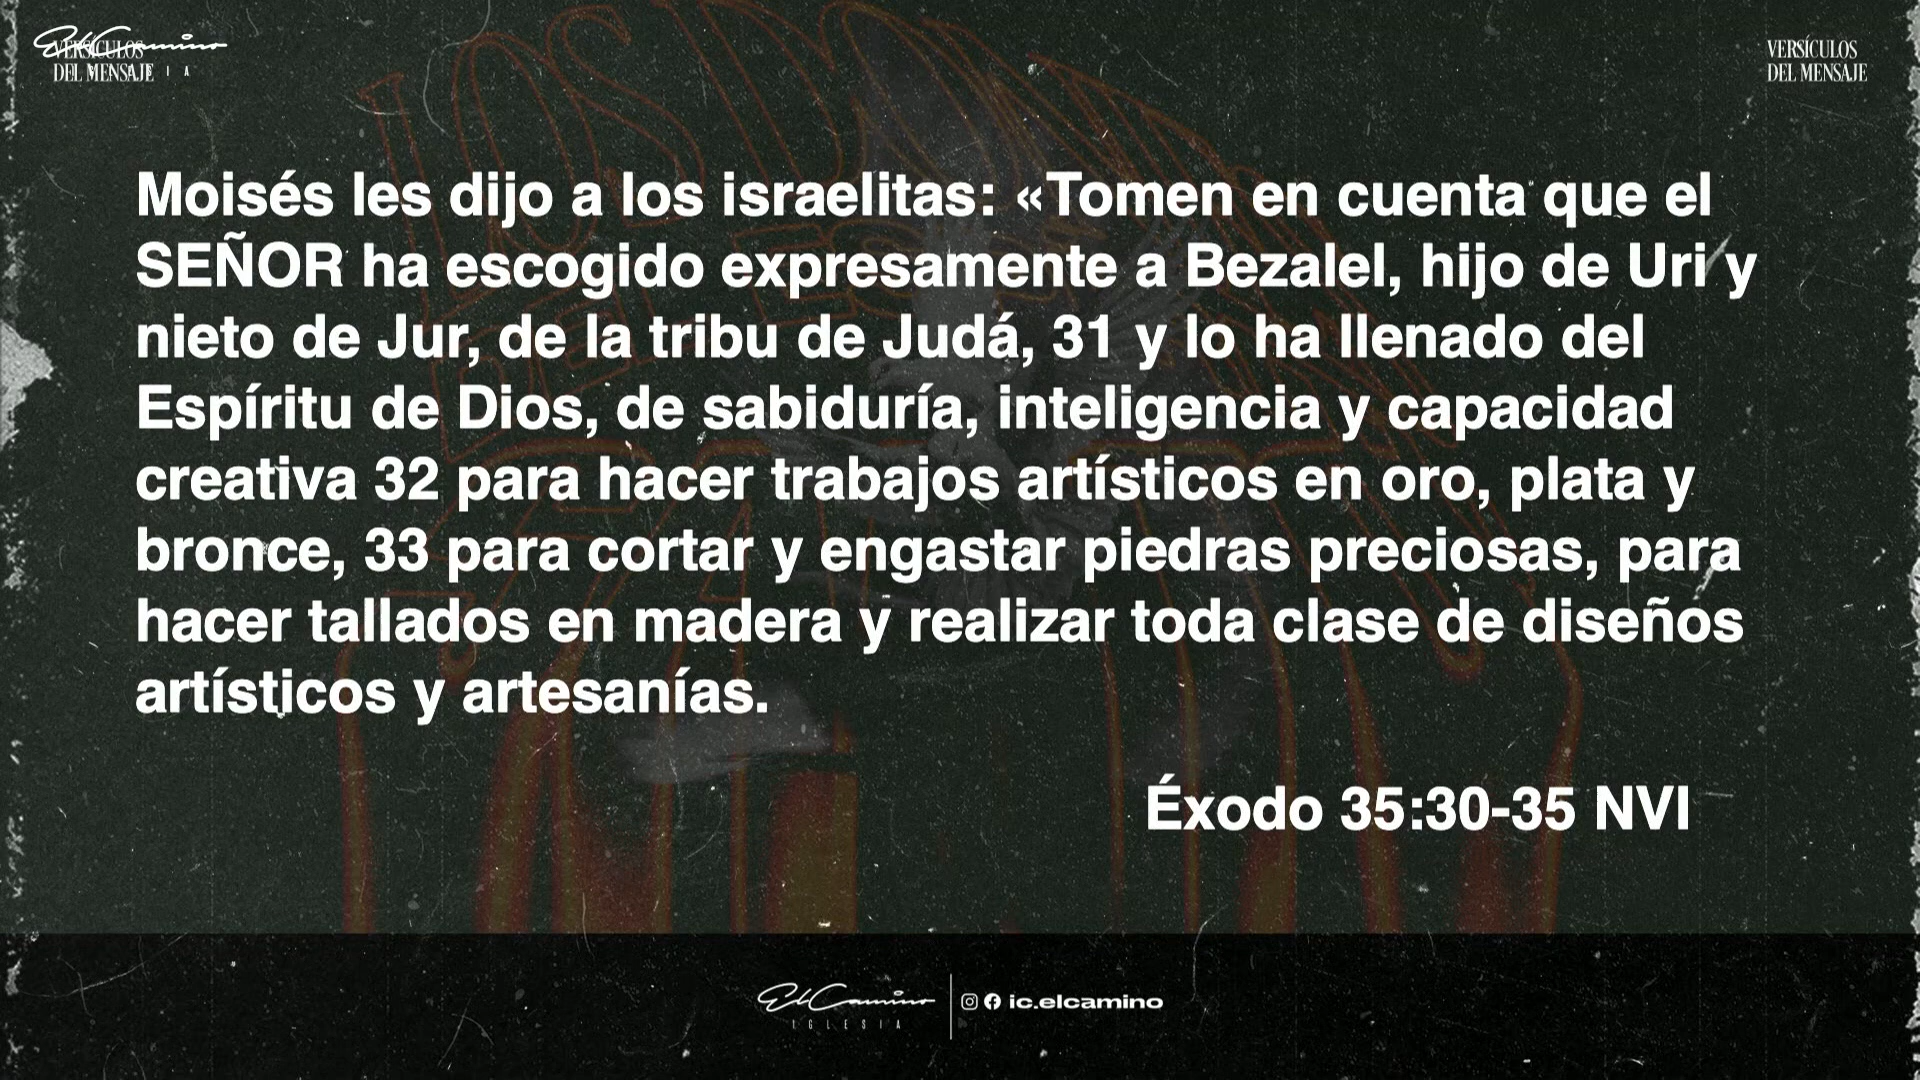 El Camino
VERSÍCULOS
DEL MENSAJE
VERSÍCULOS
DEL MENSAJE
Moisés les dijo a los israelitas: «Tomen en cuenta que el
SEÑOR ha escogido expresamente a Bezalel, hijo de Uri y
nieto de Jur, de la tribu de Judá, 31 y lo ha llenado del
Espíritu de Dios, de sabiduría, inteligencia y capacidad
creativa 32 para hacer trabajos artísticos en oro, plata y
bronce, 33 para cortar y engastar piedras preciosas, para
hacer tallados en madera y realizar toda clase de diseños
artísticos y artesanías.
Éxodo 35:30-35 NVI
El Camino
IGLESIA
ic.elcamino